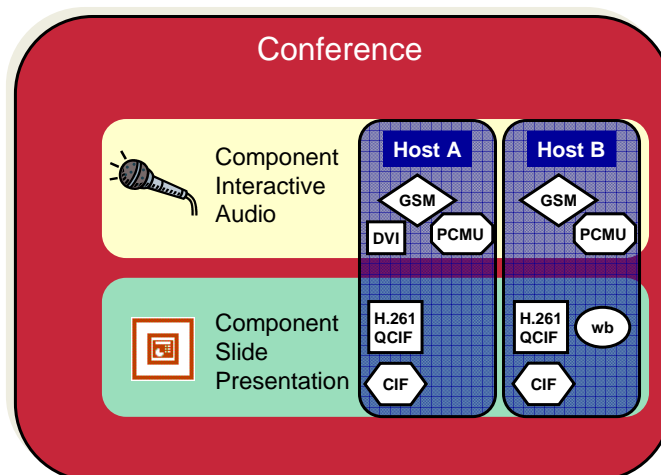 Conference
Host A
Host B
Component
Interactive
Audio
GSM
DVI
PCMU
GSM
PCMU
Component
Slide
Presentation
H.261
QCIF
CIF
H.261
QCIF
wb
CIF